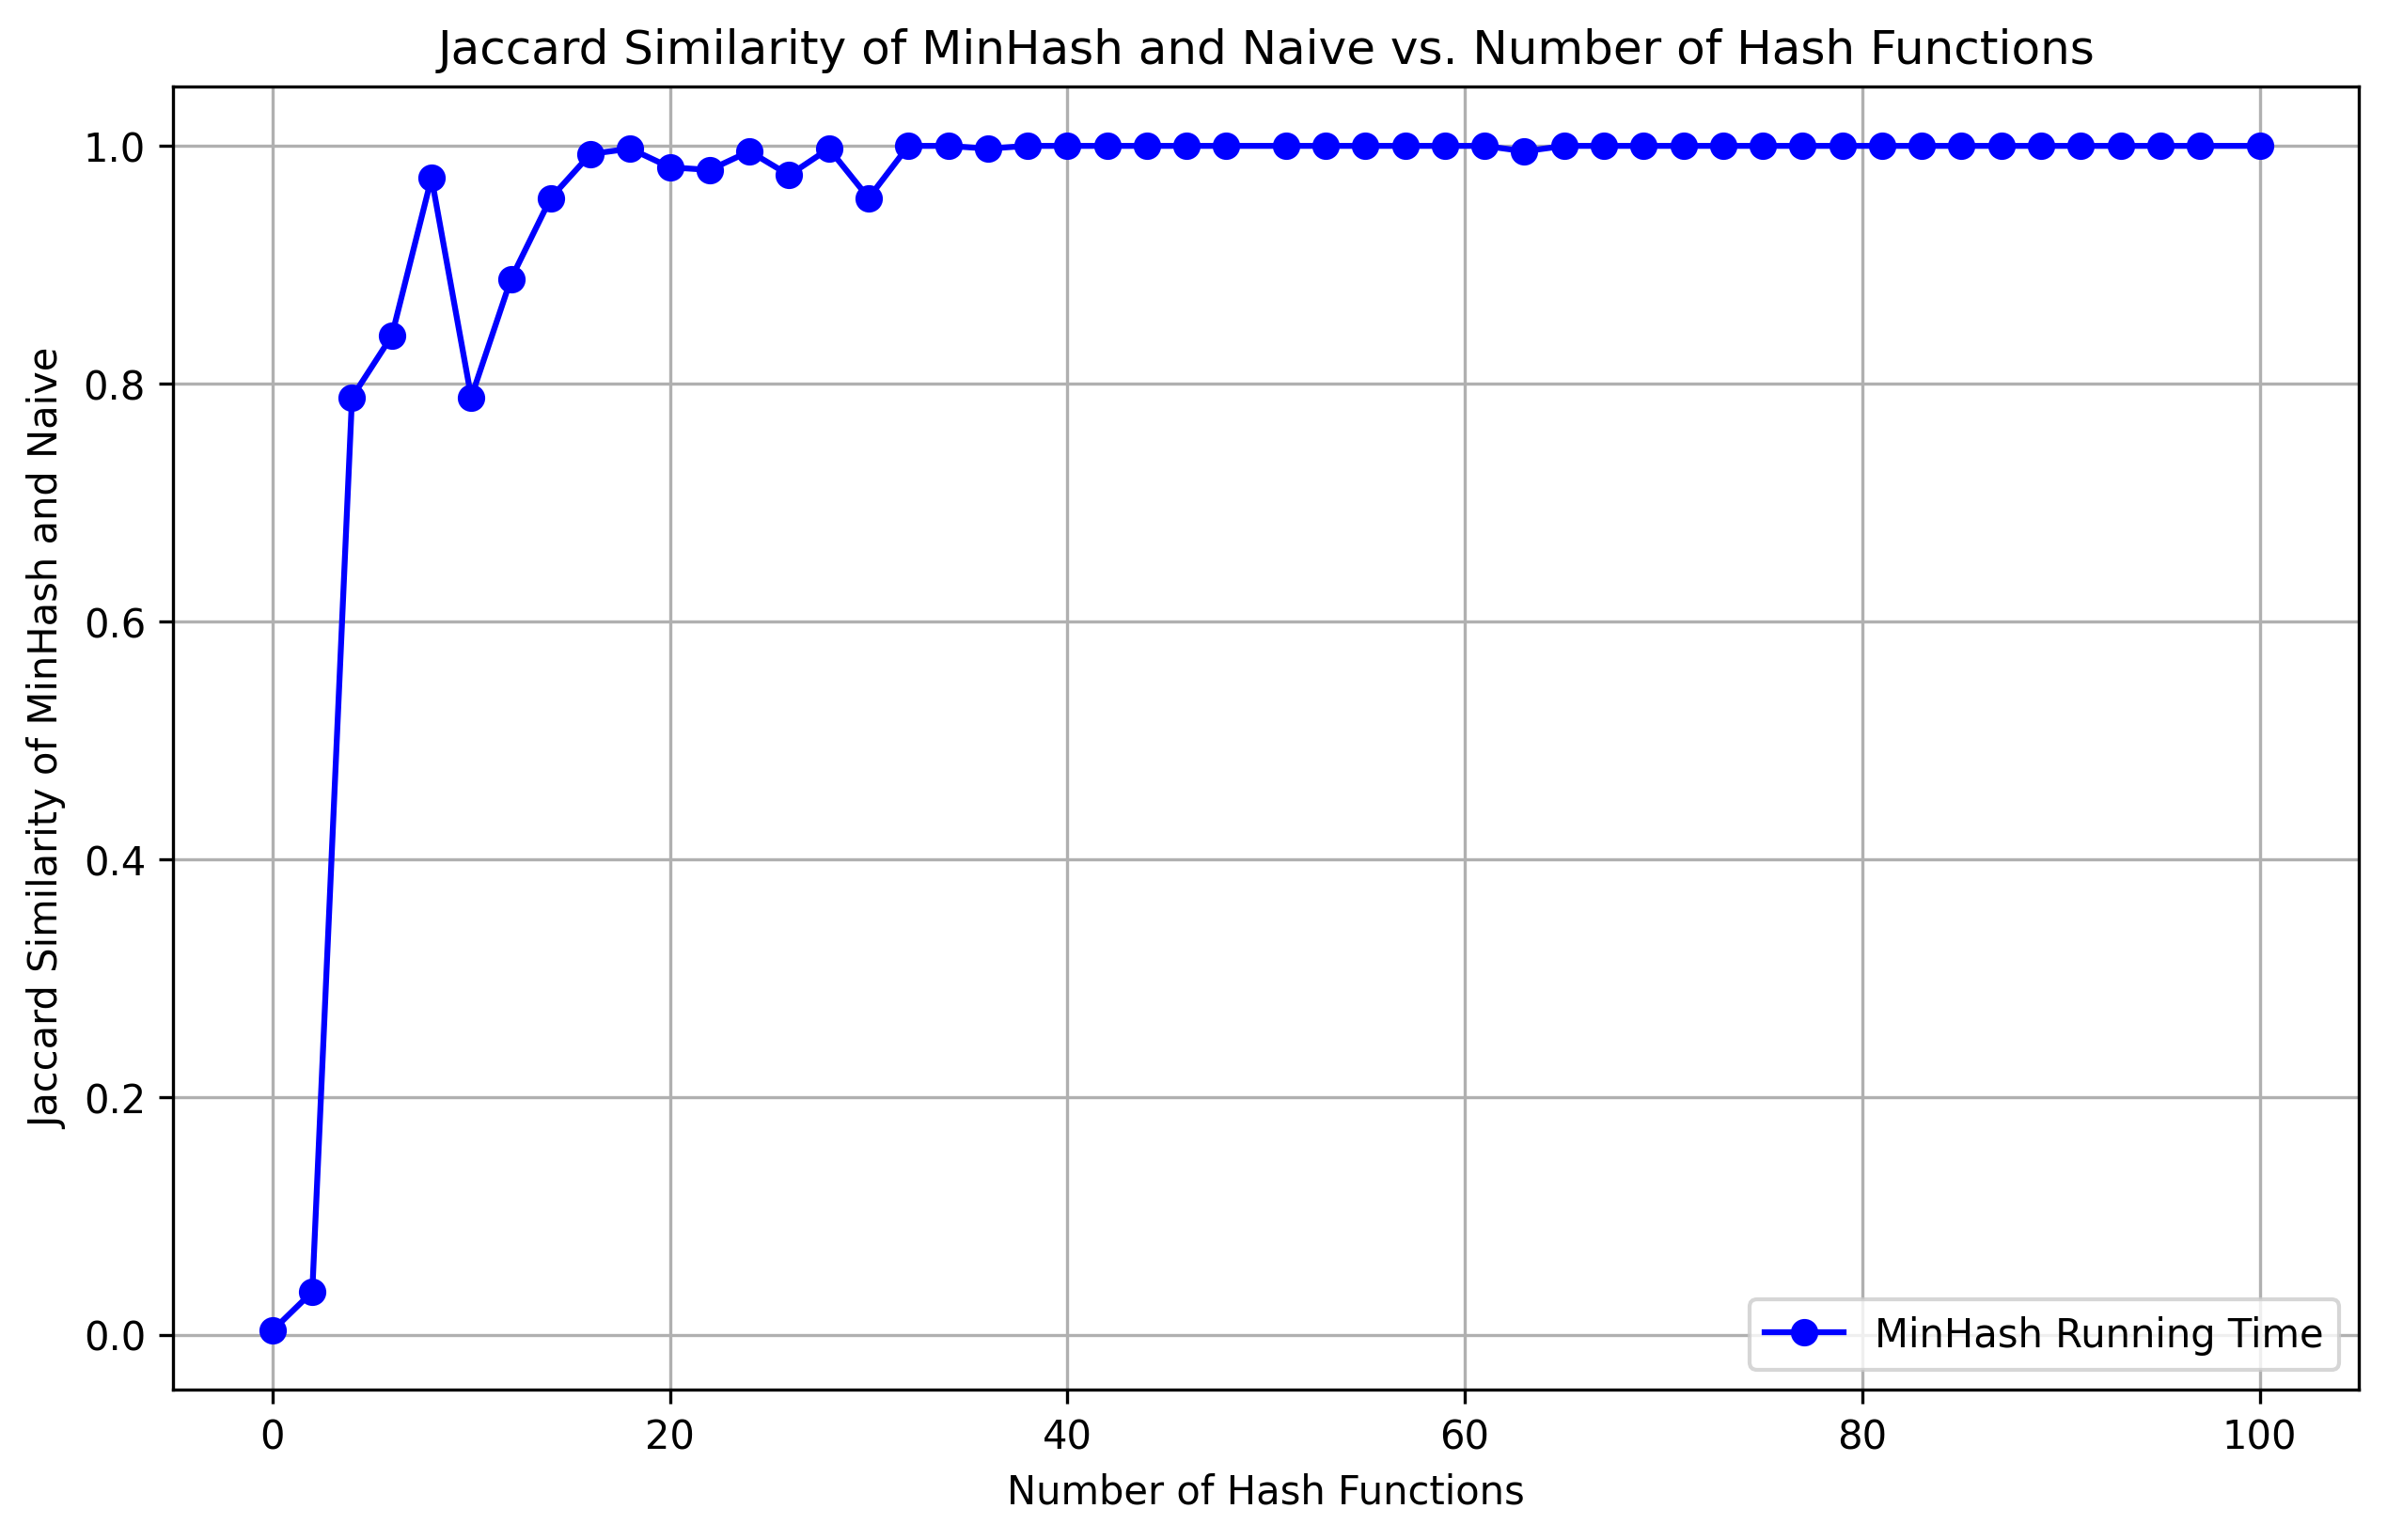 Jaccard Similarity of MinHash and Naive vs. Number of Hash Functions
Jaccard Similarity of MinHash and Naive
1.0
0.8
0.6
0.4
0.2
0.0
MinHash Running Time
0 20 40 60 80 100
Number of Hash Functions